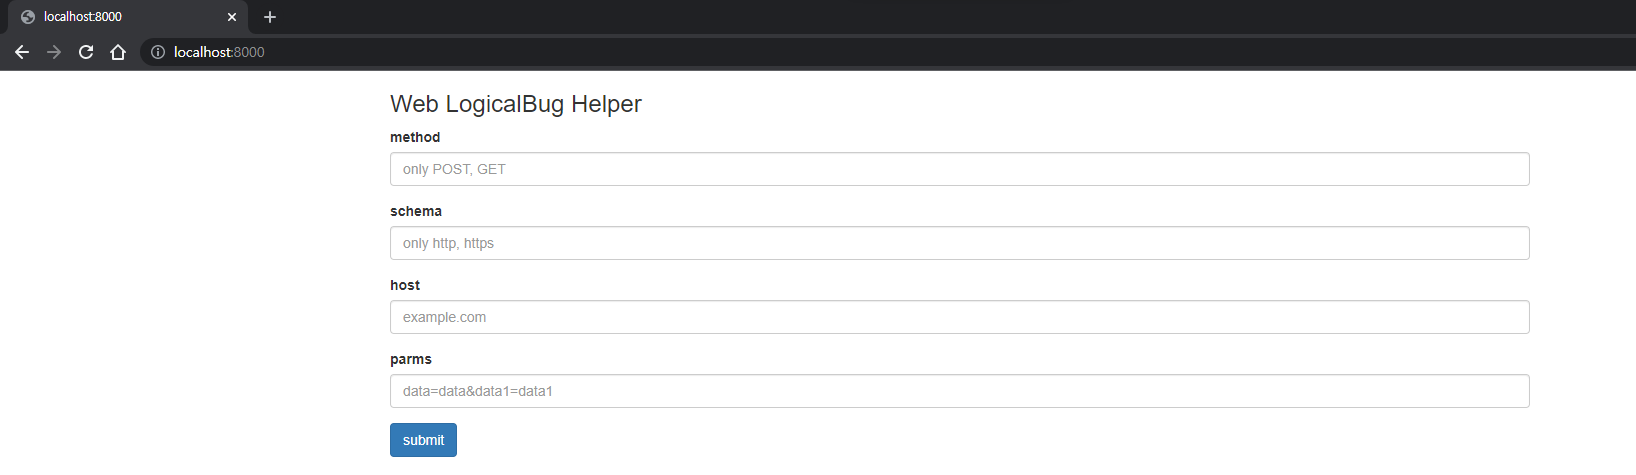 localhost:8000
localhost:8000
Web LogicalBug Helper
method
only POST, GET
schema
only http, https
host
example.com
parms
data=data&data1=data1
submit